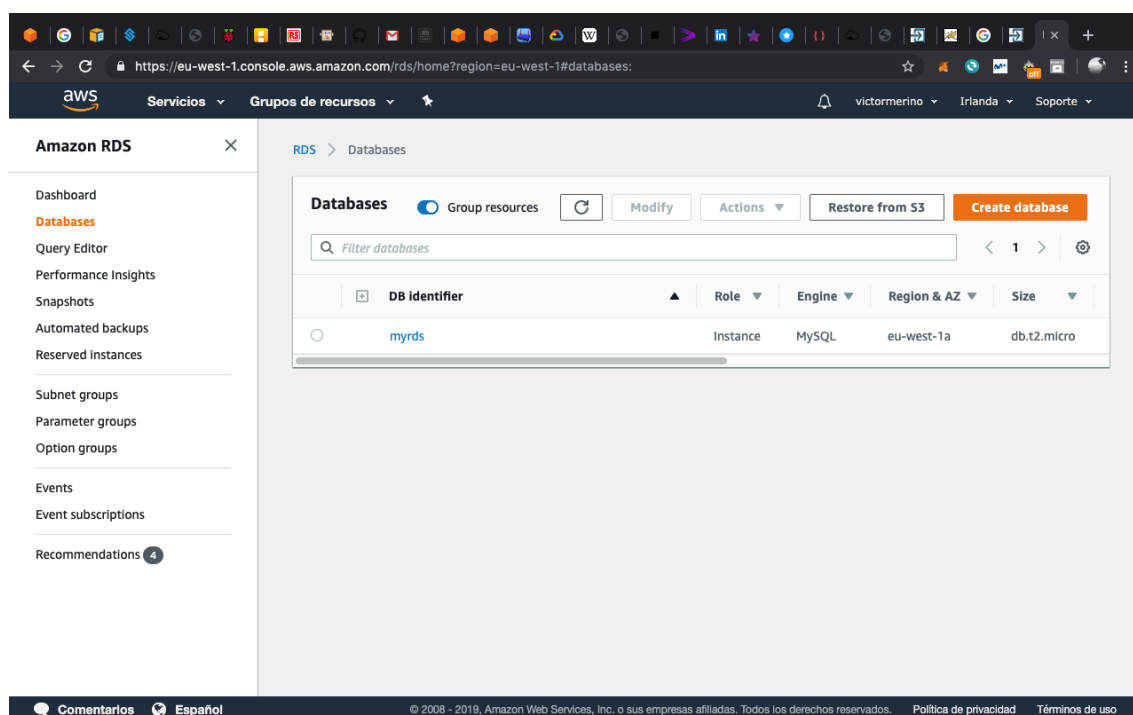 https://eu-west-1.console.aws.amazon.com/rds/home?region=eu-west-1#databases:
aws Servicios Grupos de recursos victormerino Irlanda Soporte
Amazon RDS
Dashboard
Databases
Query Editor
Performance Insights
Snapshots
Automated backups
Reserved instances
Subnet groups
Parameter groups
Option groups
Events
Event subscriptions
Recommendations 4
RDS > Databases
Databases Group resources Modify Actions Restore from S3 Create database
Filter databases 1
DB identifier Role Engine Region & AZ Size
myrds Instance MySQL eu-west-1a db.t2.micro
Comentarios Español © 2008 - 2019, Amazon Web Services, Inc. o sus empresas afiliadas. Todos los derechos reservados. Política de privacidad Términos de uso